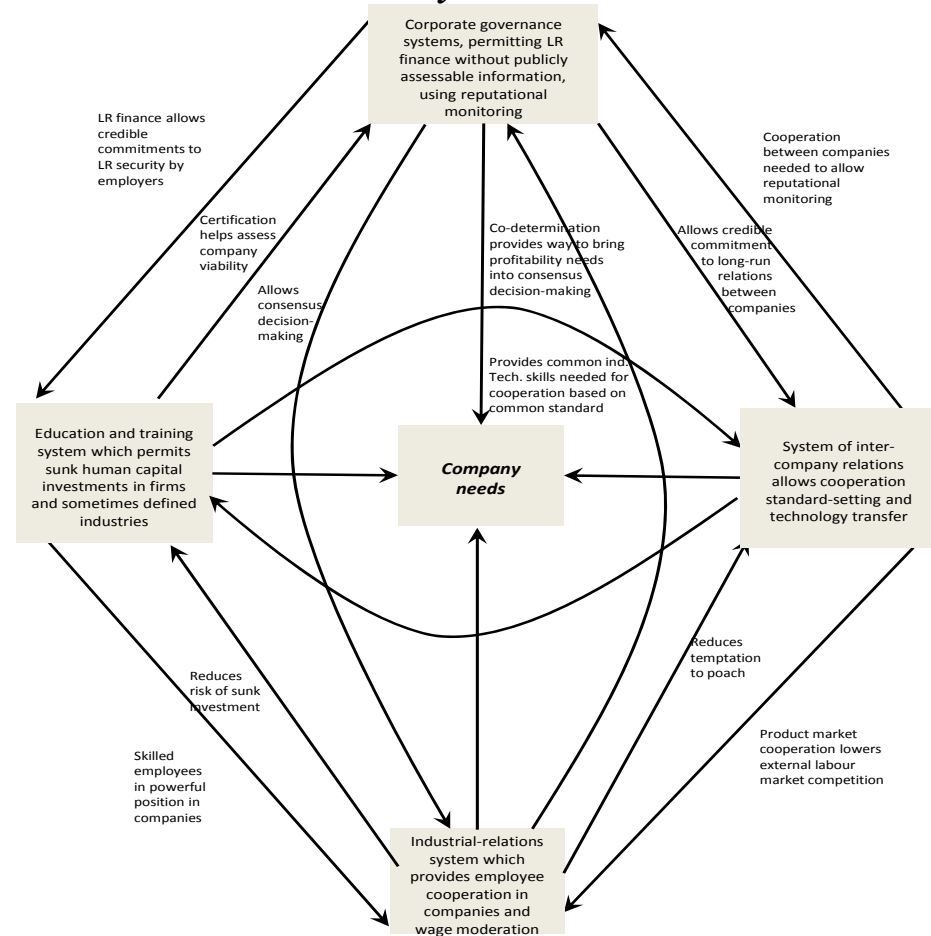 Corporate governance
systems, permitting LR
finance without publicly
assessable information,
using reputational
monitoring
LR finance allows
credible
commitments to
LR security by
employers
Cooperation
between companies
needed to allow
reputational
monitoring
Certification
helps assess
company
viability
Co-determination
provides way to bring
profitability needs
into consensus
decision-making
Allows credible
commitment
to long-run
relations
between
companies
Allows
consensus
decision-
making
Provides common ind.
Tech. skills needed for
cooperation based on
common standard
Education and training
system which permits
sunk human capital
investments in firms
and sometimes defined
industries
Company
needs
System of inter-
company relations
allows cooperation
standard-setting and
technology transfer
Reduces
temptation
to poach
Reduces
risk of sunk
investment
Skilled
employees
in powerful
position in
companies
Product market
cooperation lowers
external labour
market competition
Industrial-relations
system which
provides employee
cooperation in
companies and
wage moderation